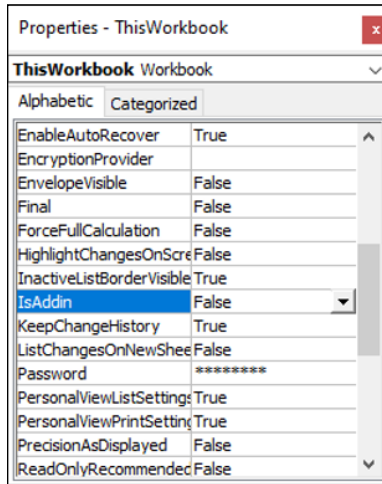 Properties - ThisWorkbook
x
ThisWorkbook Workbook
Alphabetic Categorized
EnableAutoRecover True
EncryptionProvider
EnvelopeVisible False
Final False
ForceFullCalculation False
HighlightChangesOnScre False
InactiveListBorderVisible True
IsAddin False
KeepChangeHistory True
ListChangesOnNewShee False
Password ********
PersonalViewListSettings True
PersonalViewPrintSetting True
PrecisionAsDisplayed False
ReadOnlyRecommended False